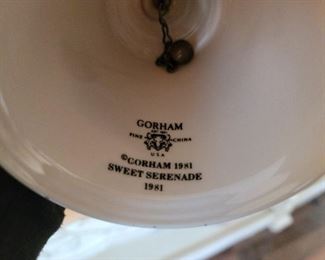 GORHAM
FINE CHINA
U.S.A
©GORHAM 1981
SWEET SERENADE
1981